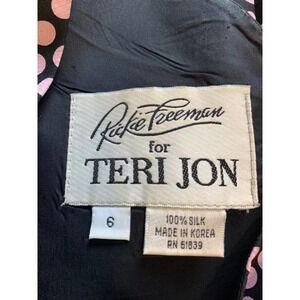 Rickie Freeman
for
TERI JON
6
100% SILK
MADE IN KOREA
RN 61839